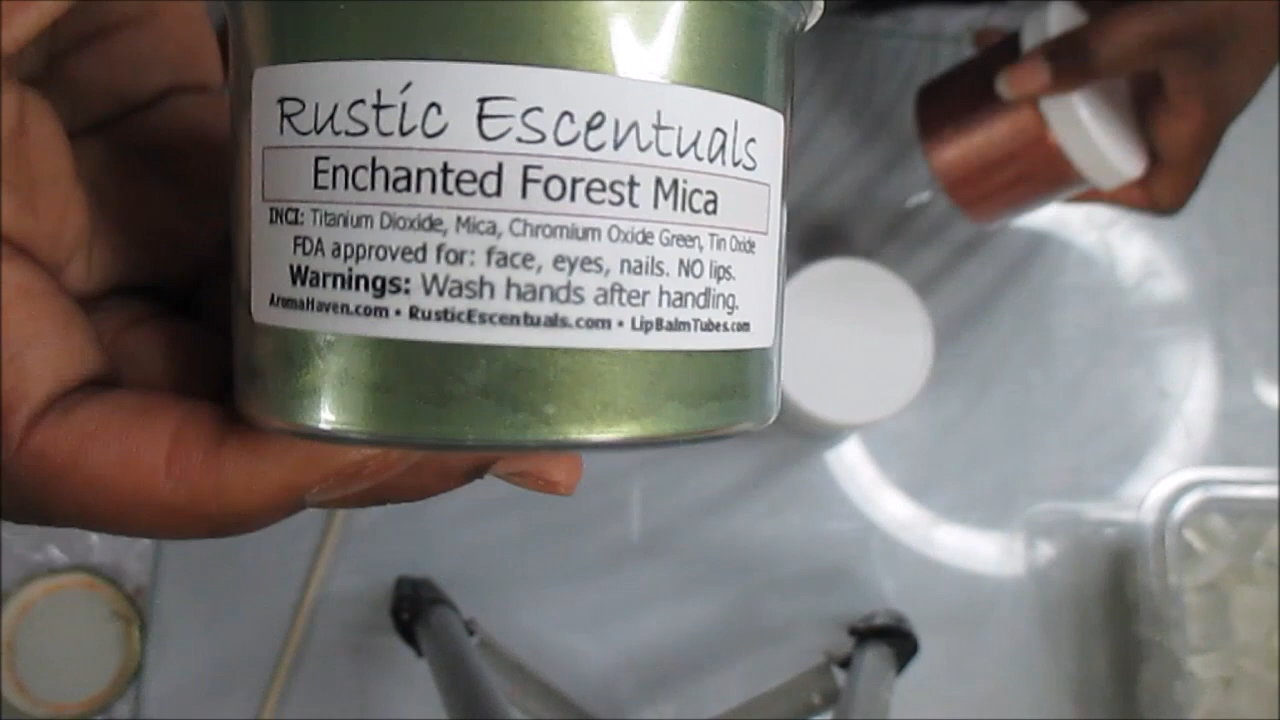 Rustic Escentuals
Enchanted Forest Mica
INCI: Titanium Dioxide, Mica, Chromium Oxide Green, Tin Oxide
FDA approved for: face, eyes, nails. NO lips.
Warnings: Wash hands after handling.
AromaHaven.com • RusticEscentuals.com • LipBalmTubes.com